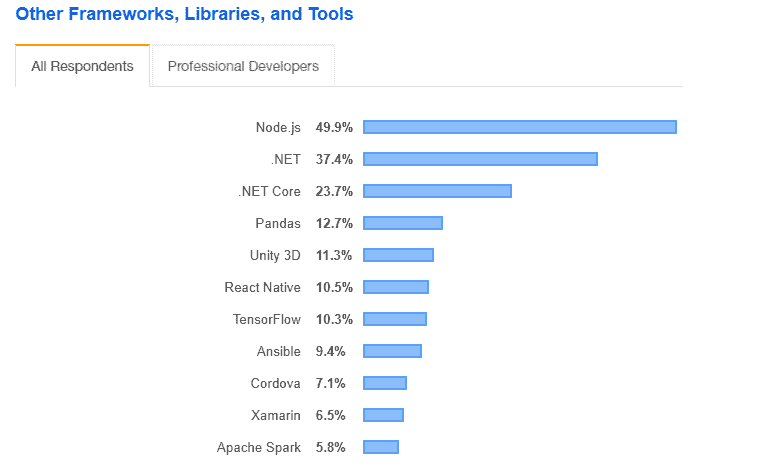 Other Frameworks, Libraries, and Tools
All Respondents Professional Developers
Node.js 49.9%
.NET 37.4%
.NET Core 23.7%
Pandas 12.7%
Unity 3D 11.3%
React Native 10.5%
TensorFlow 10.3%
Ansible 9.4%
Cordova 7.1%
Xamarin 6.5%
Apache Spark 5.8%